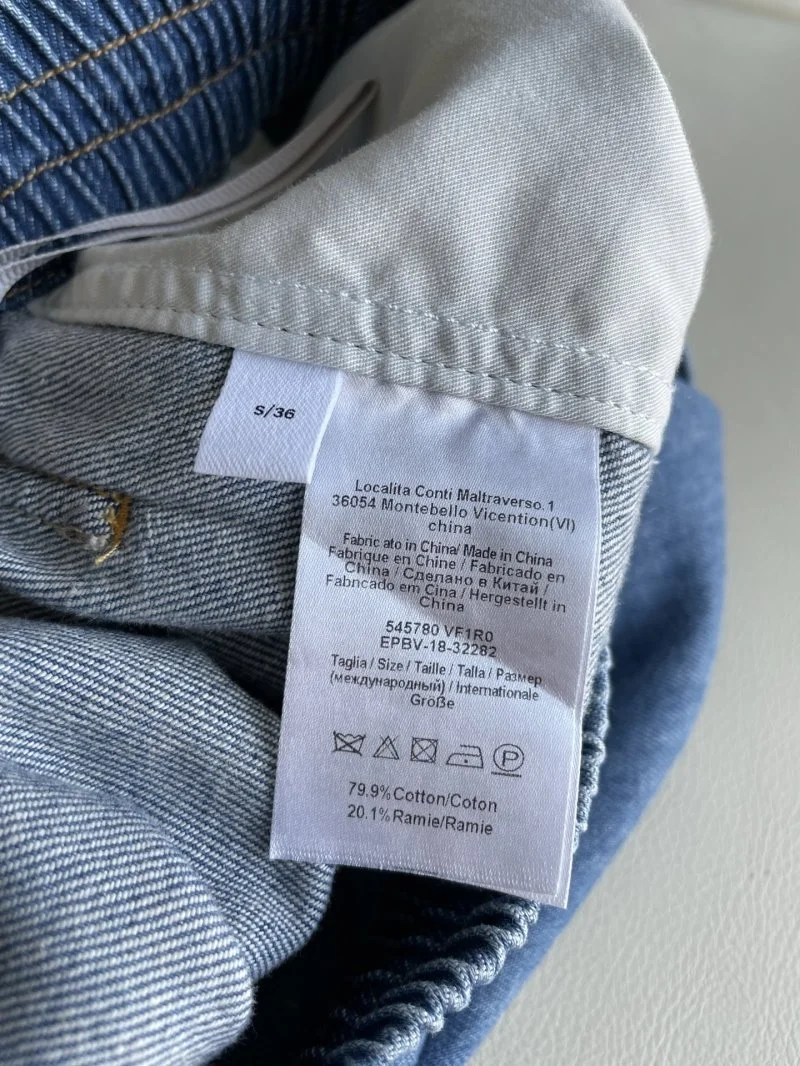 S/36
Localita Conti Maltraverso.1
36054 Montebello Vicention(VI)
china
Fabric ato in China/ Made in China
Fabrique en Chine / Fabricado en
China / Сделано в Китай /
Fabncado em Cina / Hergestellt in
China
545780 VF1R0
EPBV-18-32282
Taglia / Size / Taille / Talla / Размер
(международный) / Internationale
Größe
P
79.9%Cotton/Coton
20.1%Ramie/Ramie